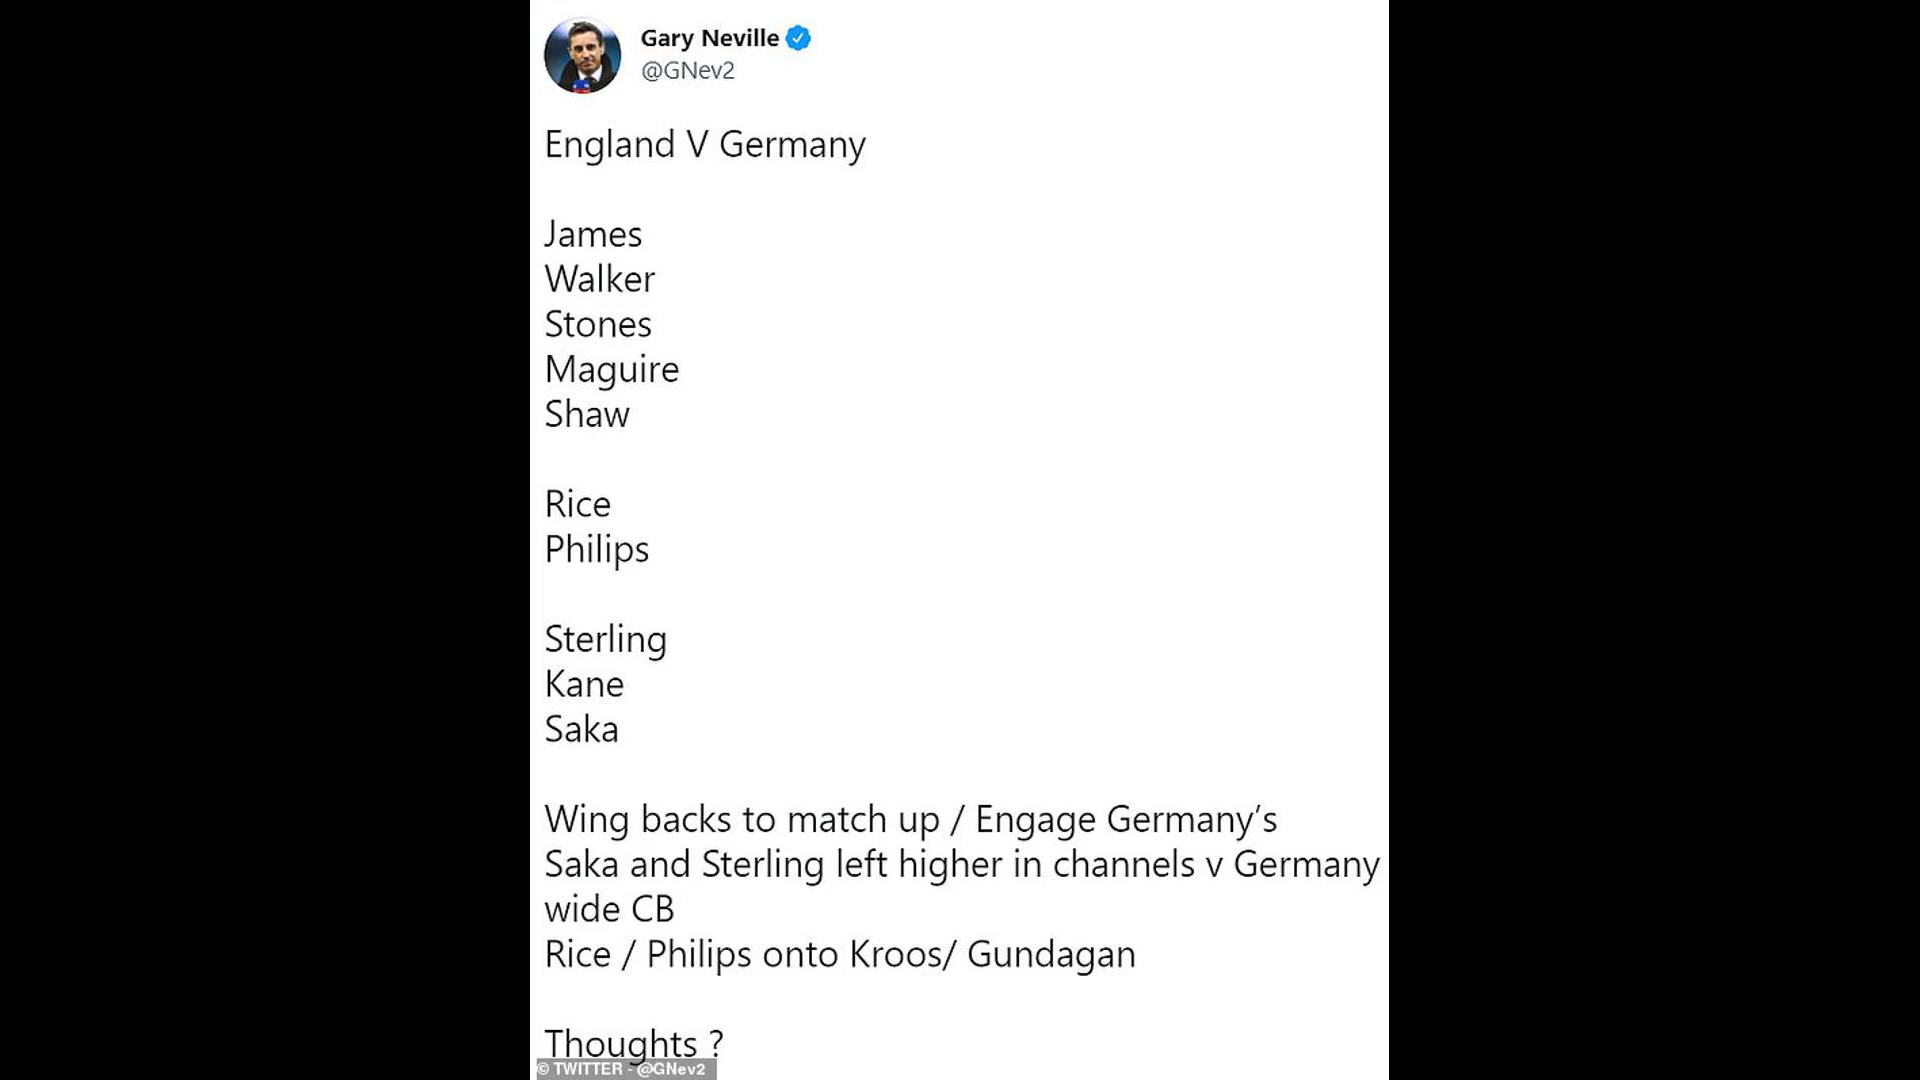 Gary Neville
@GNev2
England V Germany
James
Walker
Stones
Maguire
Shaw
Rice
Philips
Sterling
Kane
Saka
Wing backs to match up / Engage Germany’s
Saka and Sterling left higher in channels v Germany
wide CB
Rice / Philips onto Kroos/ Gundagan
Thoughts ?
© TWITTER - @GNev2